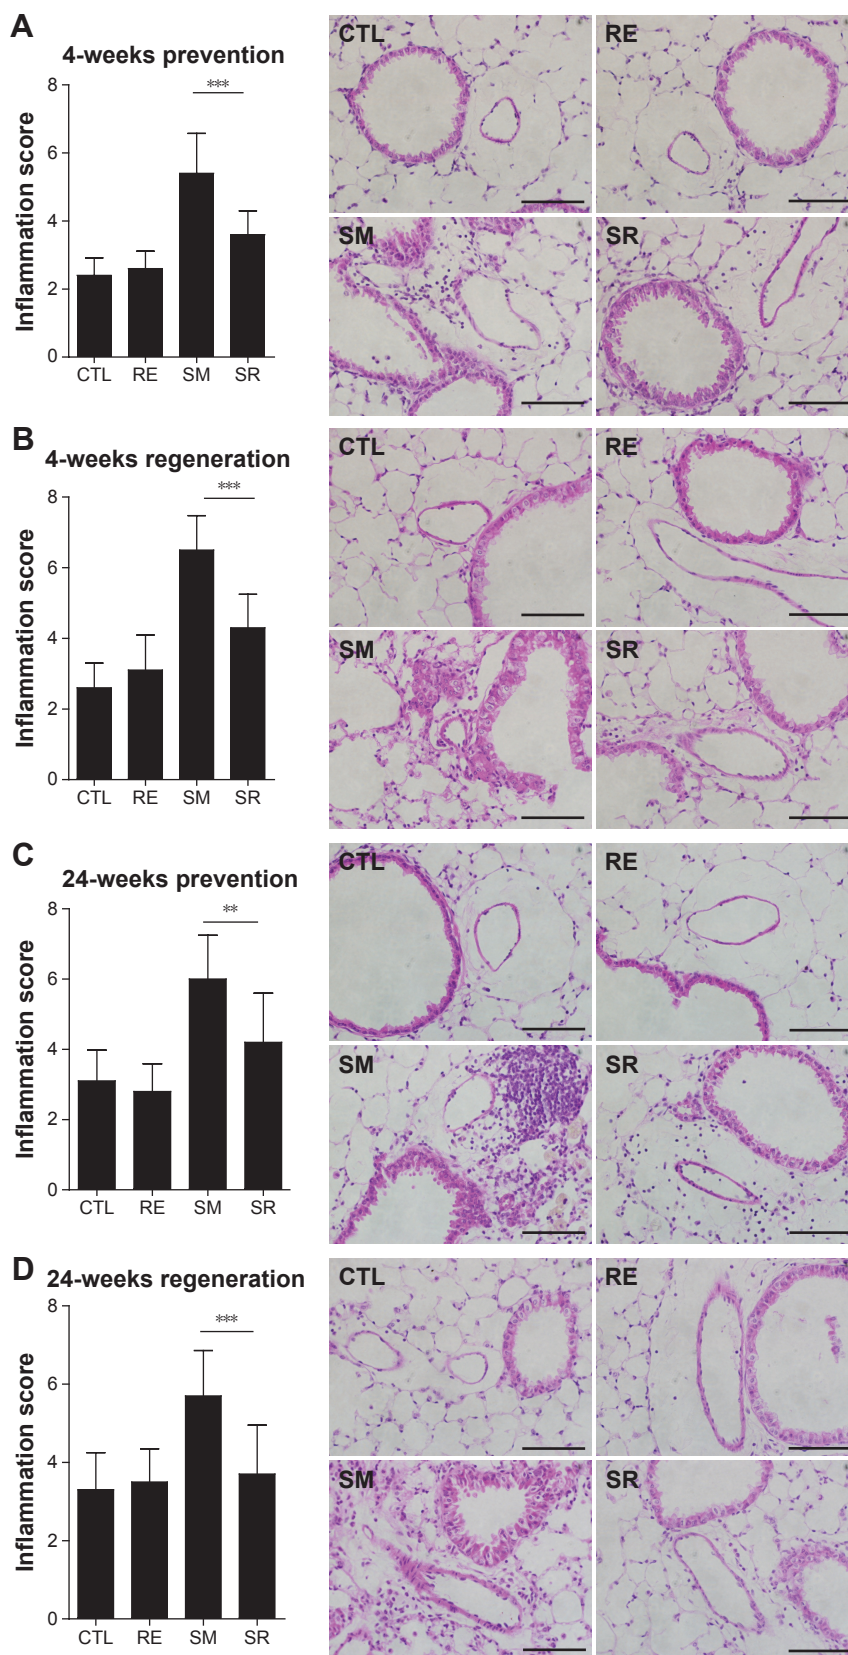 A
4-weeks prevention
Inflammation score
8
6
4
2
0
***
CTL RE SM SR
CTL
RE
SM
SR
B
4-weeks regeneration
Inflammation score
8
6
4
2
0
***
CTL RE SM SR
CTL
RE
SM
SR
C
24-weeks prevention
Inflammation score
8
6
4
2
0
**
CTL RE SM SR
CTL
RE
SM
SR
D
24-weeks regeneration
Inflammation score
8
6
4
2
0
***
CTL RE SM SR
CTL
RE
SM
SR